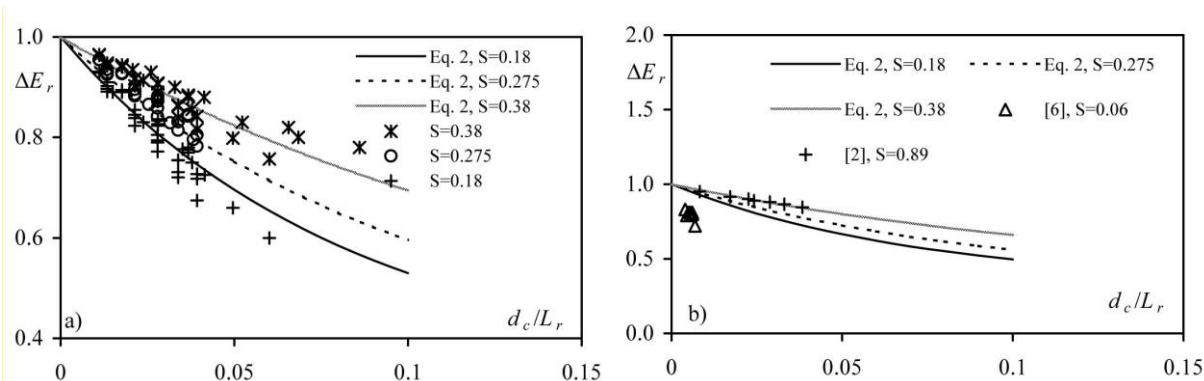 1.0
ΔE_r
0.8
0.6
0.4
a)
Eq. 2, S=0.18
Eq. 2, S=0.275
Eq. 2, S=0.38
S=0.38
S=0.275
S=0.18
d_c/L_r
0 0.05 0.1 0.15
2.0
ΔE_r
1.5
1.0
0.5
0.0
Eq. 2, S=0.18 Eq. 2, S=0.275
Eq. 2, S=0.38 [6], S=0.06
[2], S=0.89
b)
d_c/L_r
0 0.05 0.1 0.15